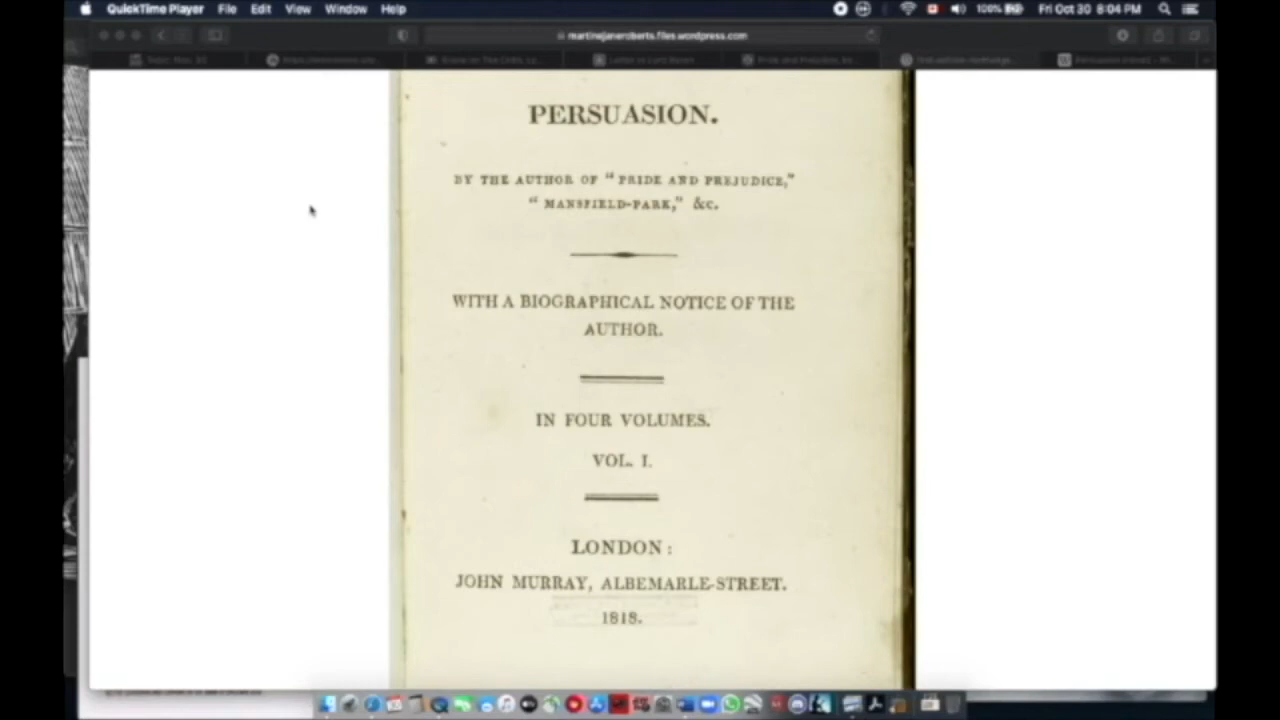 QuickTime Player File Edit View Window Help 100% Fri Oct 30 8:04 PM
martinejaneroberts.files.wordpress.com
PERSUASION.
BY THE AUTHOR OF “PRIDE AND PREJUDICE,”
“MANSFIELD-PARK,” &c.
WITH A BIOGRAPHICAL NOTICE OF THE
AUTHOR.
IN FOUR VOLUMES.
VOL. I.
LONDON:
JOHN MURRAY, ALBEMARLE-STREET.
1818.